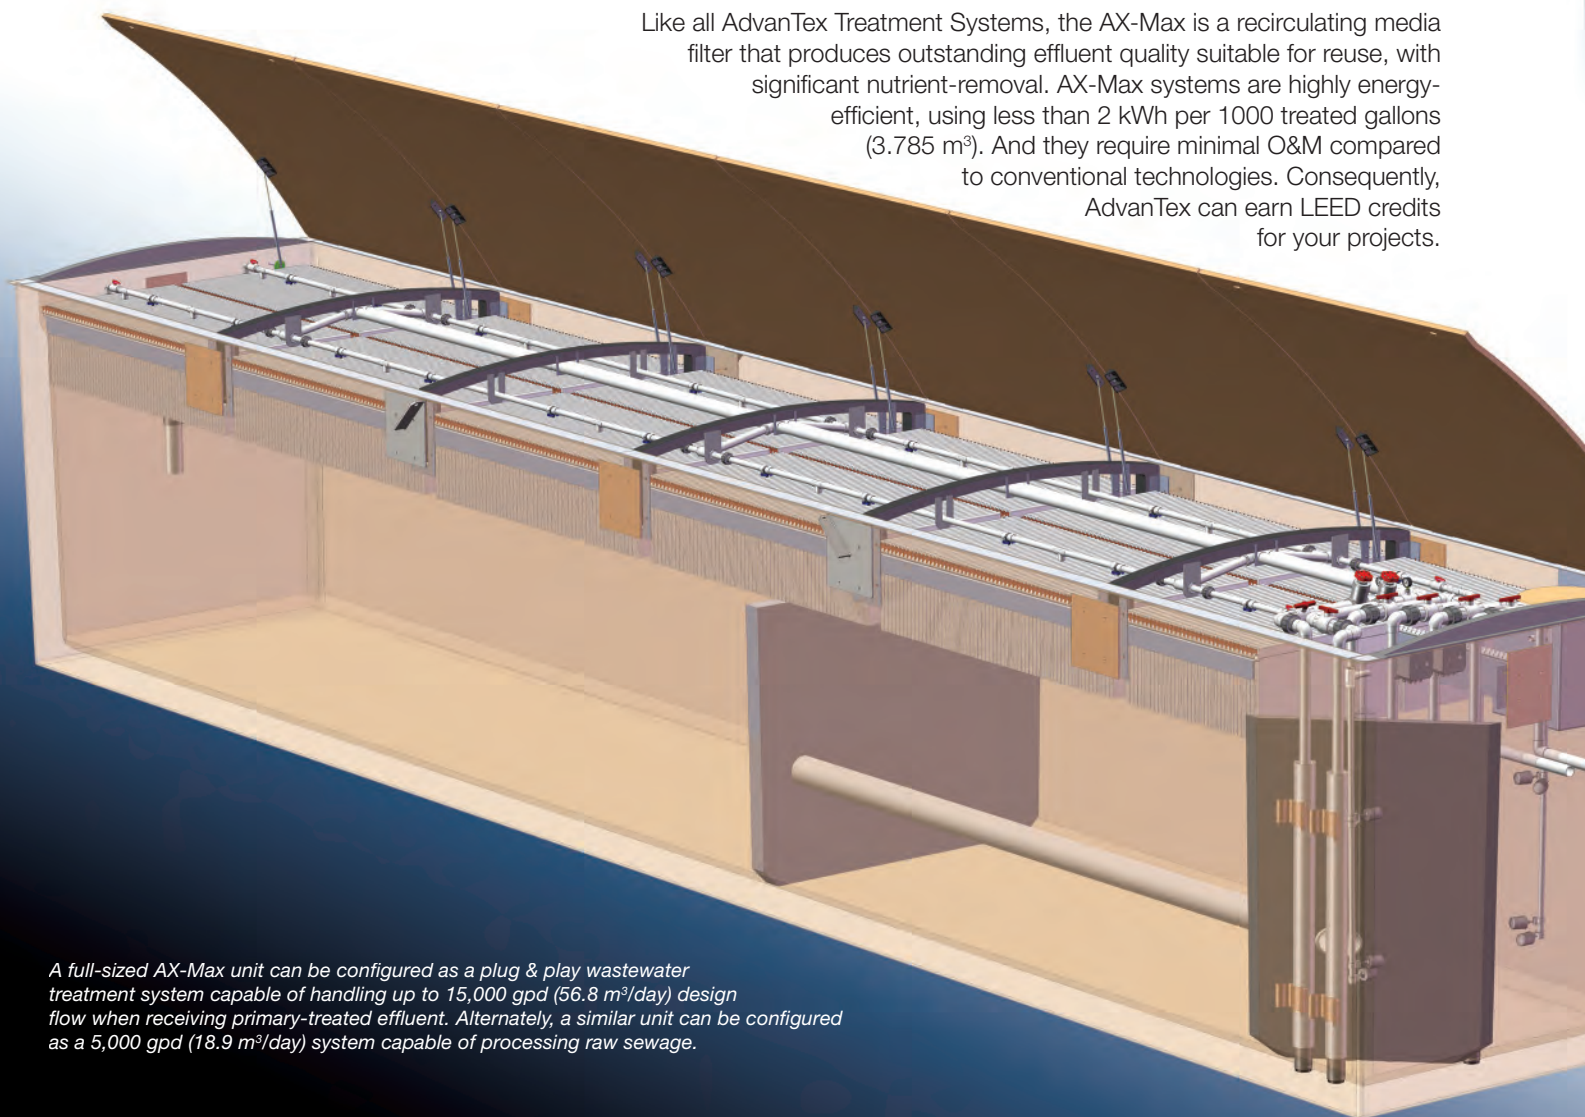 Like all AdvanTex Treatment Systems, the AX-Max is a recirculating media
filter that produces outstanding effluent quality suitable for reuse, with
significant nutrient-removal. AX-Max systems are highly energy-
efficient, using less than 2 kWh per 1000 treated gallons
(3.785 m³). And they require minimal O&M compared
to conventional technologies. Consequently,
AdvanTex can earn LEED credits
for your projects.
A full-sized AX-Max unit can be configured as a plug & play wastewater
treatment system capable of handling up to 15,000 gpd (56.8 m³/day) design
flow when receiving primary-treated effluent. Alternately, a similar unit can be configured
as a 5,000 gpd (18.9 m³/day) system capable of processing raw sewage.